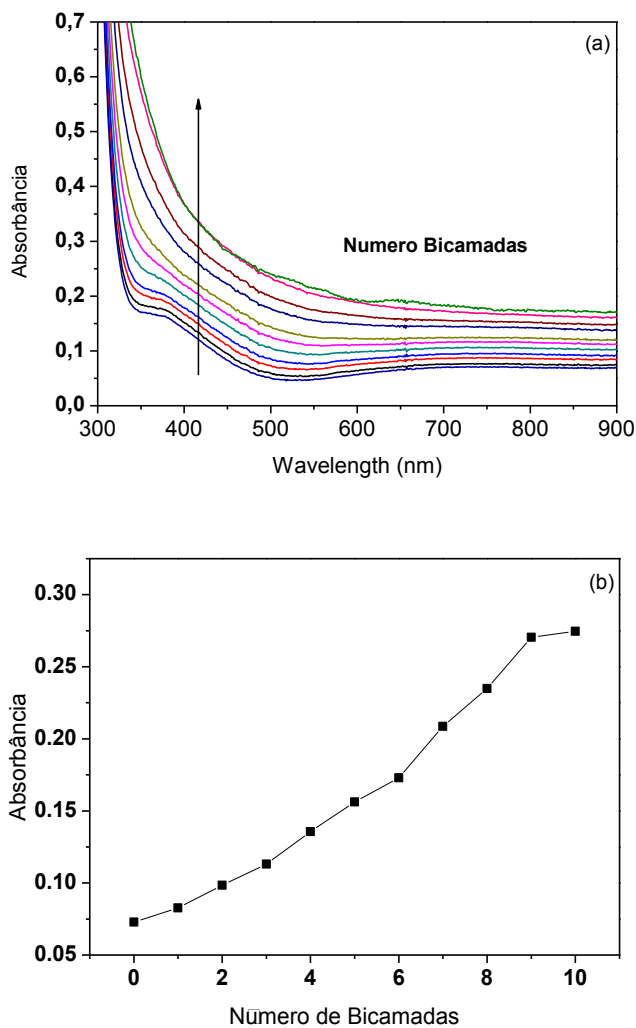 (a)
0,7
0,6
0,5
0,4
0,3
0,2
0,1
0,0
Absorbância
Numero Bicamadas
300 400 500 600 700 800 900
Wavelength (nm)
(b)
0.30
0.25
0.20
0.15
0.10
0.05
Absorbância
0 2 4 6 8 10
Número de Bicamadas